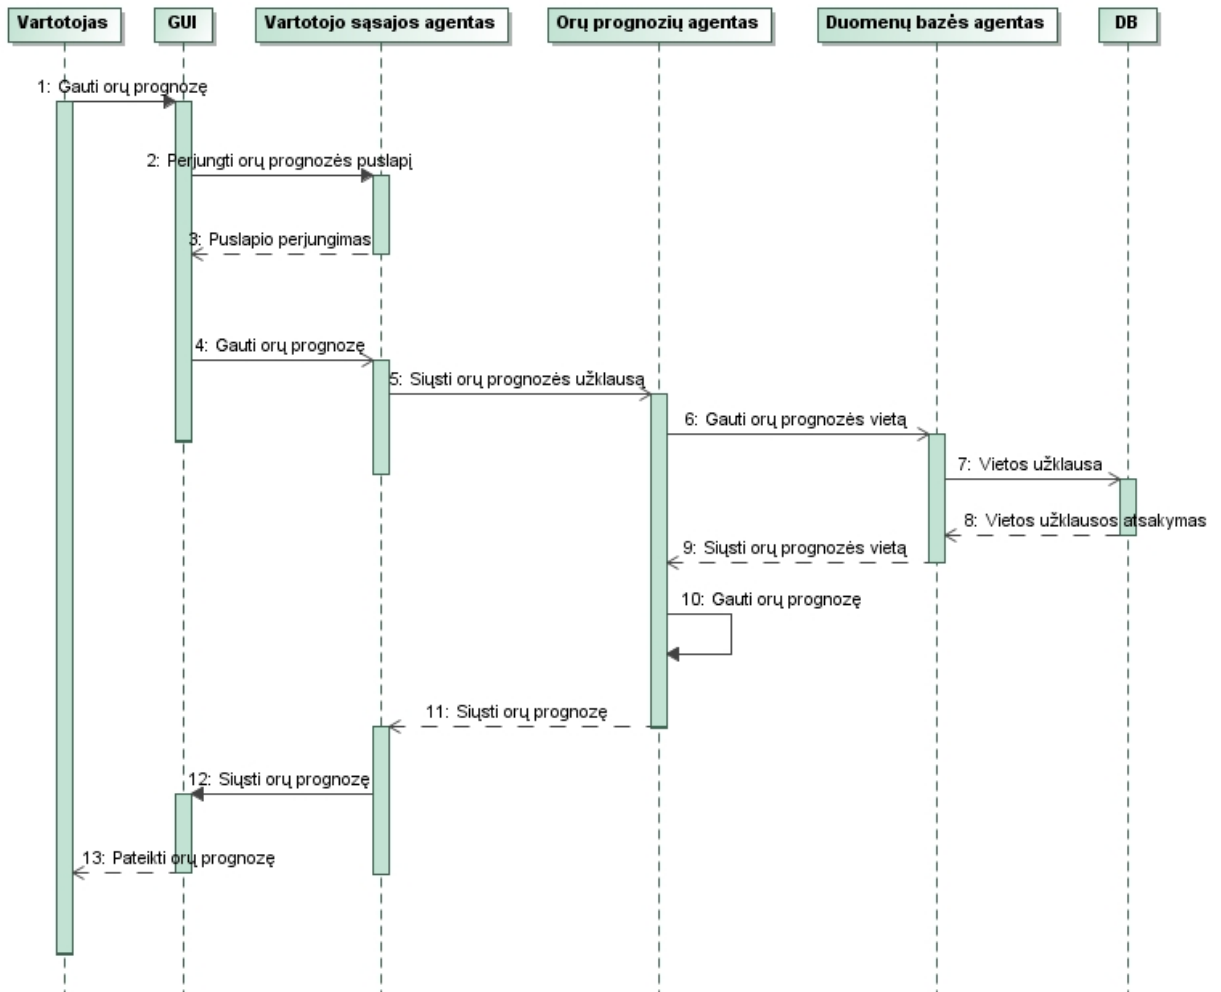 Vartotojas
GUI
Vartotojo sąsajos agentas
Orų prognozių agentas
Duomenų bazės agentas
DB
1: Gauti orų prognozę
2: Perjungti orų prognozės puslapį
3: Puslapio perjungimas
4: Gauti orų prognozę
5: Siųsti orų prognozės užklausą
6: Gauti orų prognozės vietą
7: Vietos užklausa
8: Vietos užklausos atsakymas
9: Siųsti orų prognozės vietą
10: Gauti orų prognozę
11: Siųsti orų prognozę
12: Siųsti orų prognozę
13: Pateikti orų prognozę